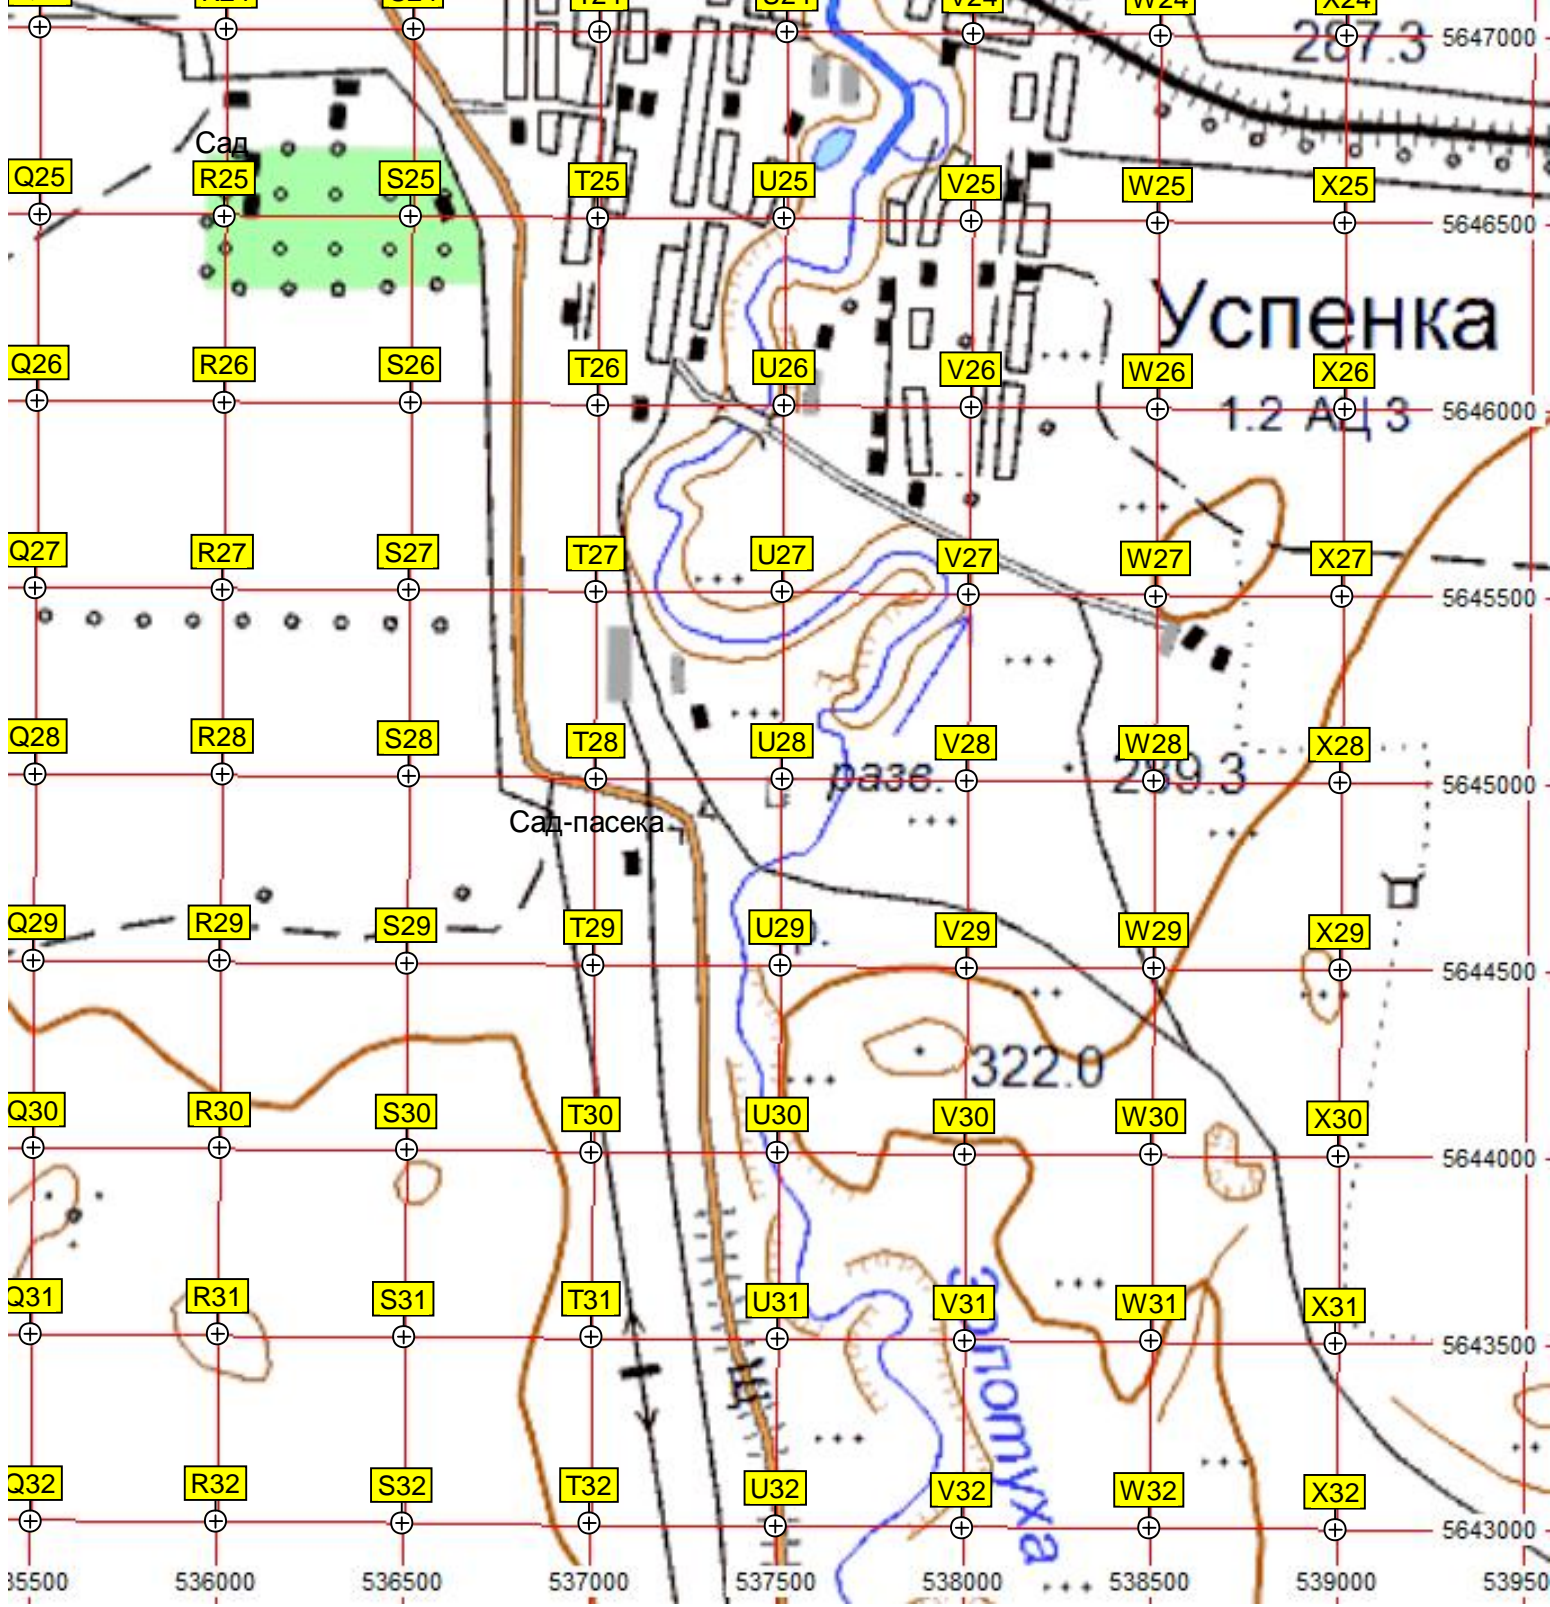 287.3 5647000
Сад
Q25 R25 S25 T25 U25 V25 W25 X25
5646500
Успенка
Q26 R26 S26 T26 U26 V26 W26 X26
1.2 АЦ 3 5646000
Q27 R27 S27 T27 U27 V27 W27 X27
5645500
Q28 R28 S28 T28 U28 V28 W28 X28
разв. 289.3 5645000
Сад-пасека
Q29 R29 S29 T29 U29 V29 W29 X29
5644500
322.0
Q30 R30 S30 T30 U30 V30 W30 X30
5644000
Q31 R31 S31 T31 U31 V31 W31 X31
5643500
Q32 R32 S32 T32 U32 V32 W32 X32
5643000
536000 536500 537000 537500 538000 538500 539000